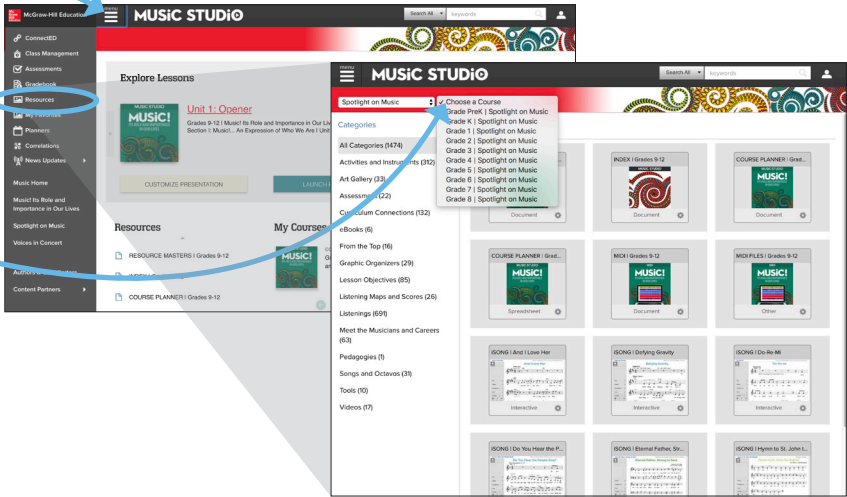 McGraw-Hill Education
menu
MUSIC STUDIO
Search All
keywords
ConnectED
Class Management
Assessments
Gradebook
Resources
My Favorites
Planners
Correlations
News Updates
Music Home
Music! Its Role and
Importance in Our Lives
Spotlight on Music
Voices in Concert
Content Partners
Explore Lessons
MUSIC STUDIO
MUSIC!
Unit 1: Opener
Grades 9-12 I Music! Its Role and Importance in Our Liv
Section I: Music!... An Expression of Who We Are I Unit
CUSTOMIZE PRESENTATION
Resources
RESOURCE MASTERS I Grades 9-12
COURSE PLANNER I Grades 9-12
My Courses
MUSIC!
menu
MUSIC STUDIO
Search All
keywords
Spotlight on Music
✓ Choose a Course
Grade PreK | Spotlight on Music
Grade K | Spotlight on Music
Grade 1 | Spotlight on Music
Grade 2 | Spotlight on Music
Grade 3 | Spotlight on Music
Grade 4 | Spotlight on Music
Grade 5 | Spotlight on Music
Grade 6 | Spotlight on Music
Grade 7 | Spotlight on Music
Grade 8 | Spotlight on Music
Categories
All Categories (1474)
Activities and Instruments (312)
Art Gallery (33)
Assessment (22)
Curriculum Connections (132)
eBooks (6)
From the Top (16)
Graphic Organizers (29)
Lesson Objectives (85)
Listening Maps and Scores (26)
Listenings (691)
Meet the Musicians and Careers
(63)
Pedagogies (1)
Songs and Octavos (31)
Tools (10)
Videos (17)
Document
INDEX I Grades 9-12
Document
COURSE PLANNER I Grad...
MUSIC!
Document
COURSE PLANNER I Grad...
MUSIC!
Spreadsheet
MIDI I Grades 9-12
MUSIC!
Document
MIDI FILES I Grades 9-12
MUSIC!
Other
iSONG I And I Love Her
Interactive
iSONG I Defying Gravity
Interactive
iSONG I Do-Re-Mi
Interactive
iSONG I Do You Hear the P...
iSONG I Eternal Father, Str...
iSONG I Hymn to St. John t...